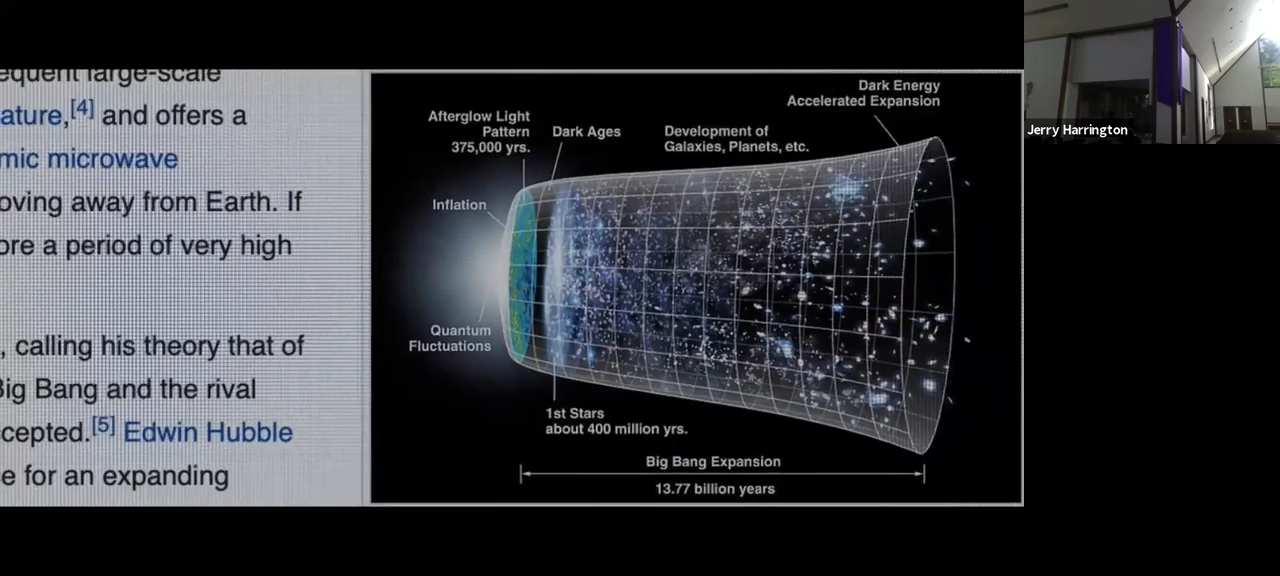 equent large-scale
ature,[4] and offers a
mic microwave
oving away from Earth. If
ore a period of very high
, calling his theory that of
Big Bang and the rival
ccepted.[5] Edwin Hubble
e for an expanding
Dark Energy
Accelerated Expansion
Afterglow Light
Pattern
375,000 yrs.
Dark Ages
Development of
Galaxies, Planets, etc.
Inflation
Quantum
Fluctuations
1st Stars
about 400 million yrs.
Big Bang Expansion
13.77 billion years
Jerry Harrington